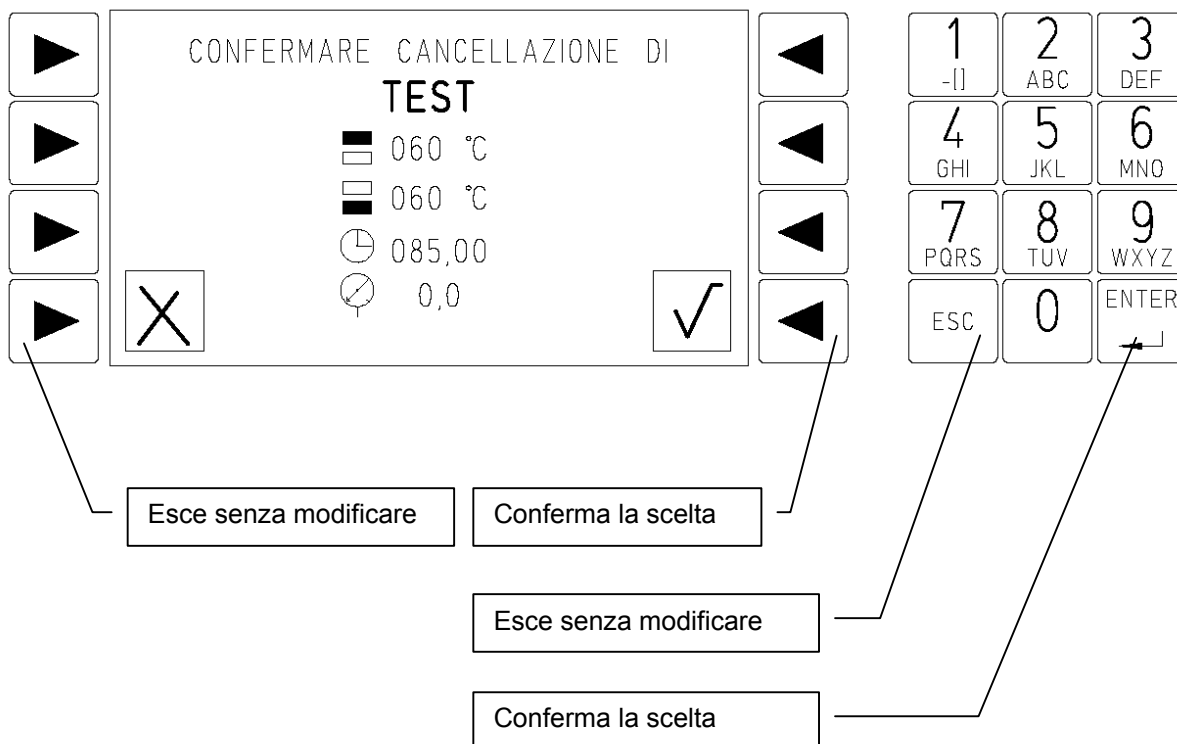 CONFERMARE CANCELLAZIONE DI
TEST
060 °C
060 °C
085,00
0,0
1
-[]
2
ABC
3
DEF
4
GHI
5
JKL
6
MNO
7
PQRS
8
TUV
9
WXYZ
ESC
0
ENTER
Esce senza modificare
Conferma la scelta
Esce senza modificare
Conferma la scelta